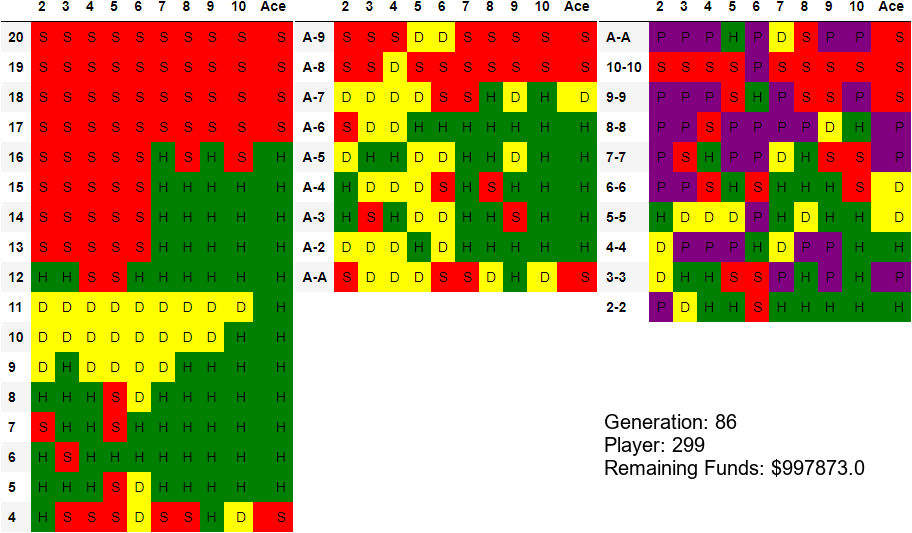 2 3 4 5 6 7 8 9 10 Ace
20 S S S S S S S S S S
19 S S S S S S S S S S
18 S S S S S S S S S S
17 S S S S S S S S S S
16 S S S S S H S H S H
15 S S S S S H H H H H
14 S S S S S H H H H H
13 S S S S S H H H H H
12 H H S S H H H H H H
11 D D D D D D D D D H
10 D D D D D D D D H H
9 D H D D D D H H H H
8 H H H S D H H H H H
7 S H H S H H H H H H
6 H S H H H H H H H H
5 H H H S D H H H H H
4 H S S S D S S H D S
2 3 4 5 6 7 8 9 10 Ace
A-9 S S S D D S S S S S
A-8 S S D S S S S S S S
A-7 D D D D S S H D H D
A-6 S D D H H H H H H H
A-5 D H H D D H H D H H
A-4 H D D D S H S H H H
A-3 H S H D D H H S H H
A-2 D D D H D H H H H H
A-A S D D D S S D H D S
2 3 4 5 6 7 8 9 10 Ace
A-A P P P H P D S P P S
10-10 S S S S P S S S S S
9-9 P P P S H P S S P S
8-8 P P S P P P P D H P
7-7 P S H P P D H S S P
6-6 P P S H S H H H S D
5-5 H D D D P H D H H D
4-4 D P P P H D P P H H
3-3 D H H S S P H P H P
2-2 P D H H S H H H H H
Generation: 86
Player: 299
Remaining Funds: $997873.0